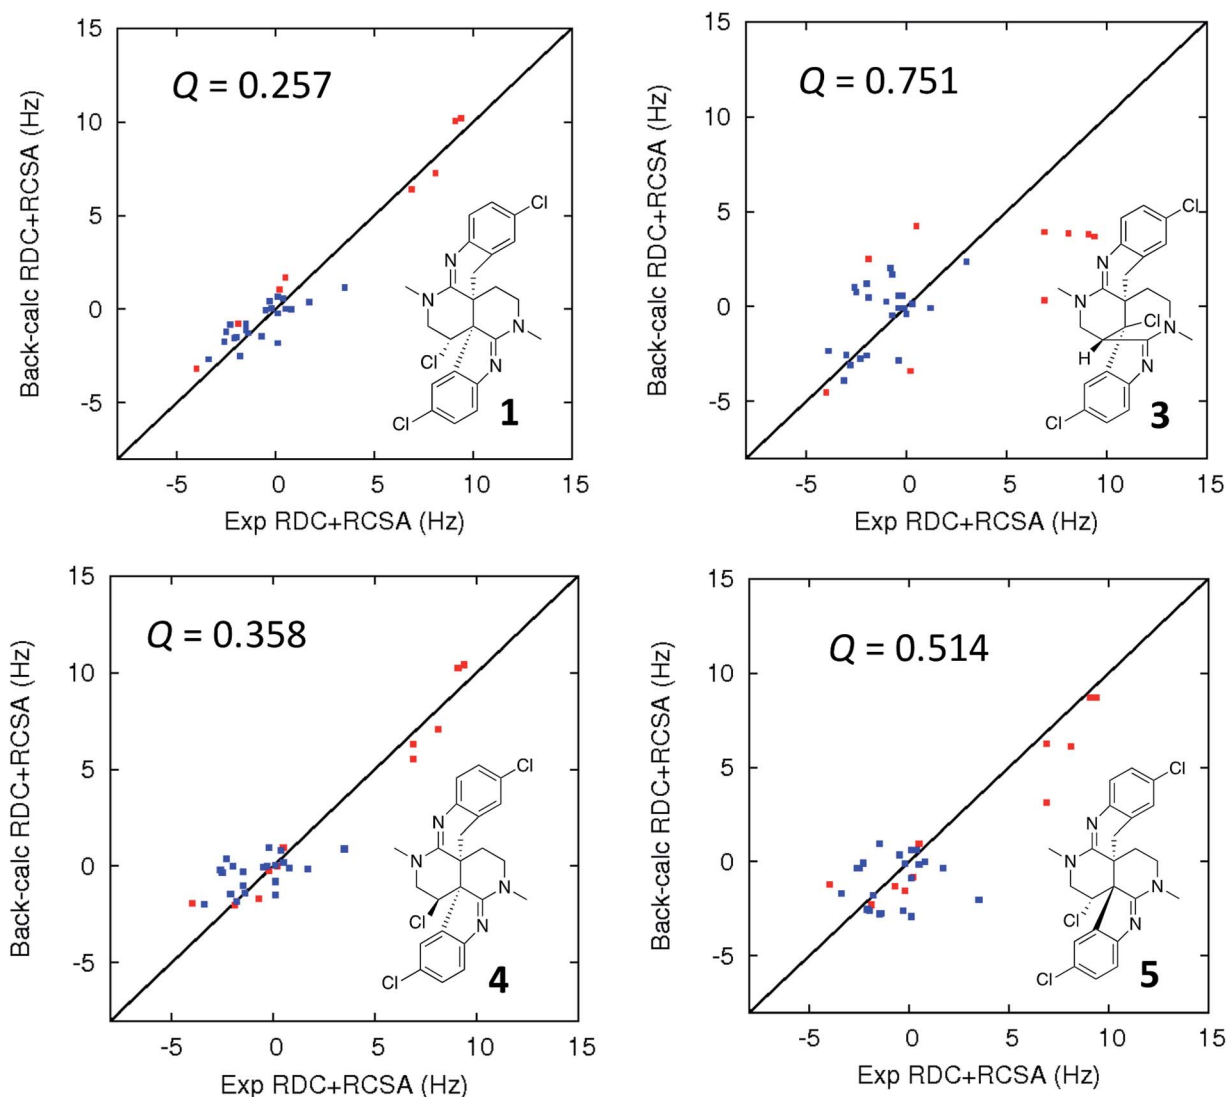 15
10
5
0
-5
Back-calc RDC+RCSA (Hz)
Q = 0.257
Cl
N
N
N
Cl
N
Cl
1
-5 0 5 10 15
Exp RDC+RCSA (Hz)
15
10
5
0
-5
Back-calc RDC+RCSA (Hz)
Q = 0.751
Cl
N
N
Cl
N
H
N
Cl
3
-5 0 5 10 15
Exp RDC+RCSA (Hz)
15
10
5
0
-5
Back-calc RDC+RCSA (Hz)
Q = 0.358
Cl
N
N
N
Cl
N
Cl
4
-5 0 5 10 15
Exp RDC+RCSA (Hz)
15
10
5
0
-5
Back-calc RDC+RCSA (Hz)
Q = 0.514
Cl
N
N
N
Cl
N
Cl
5
-5 0 5 10 15
Exp RDC+RCSA (Hz)